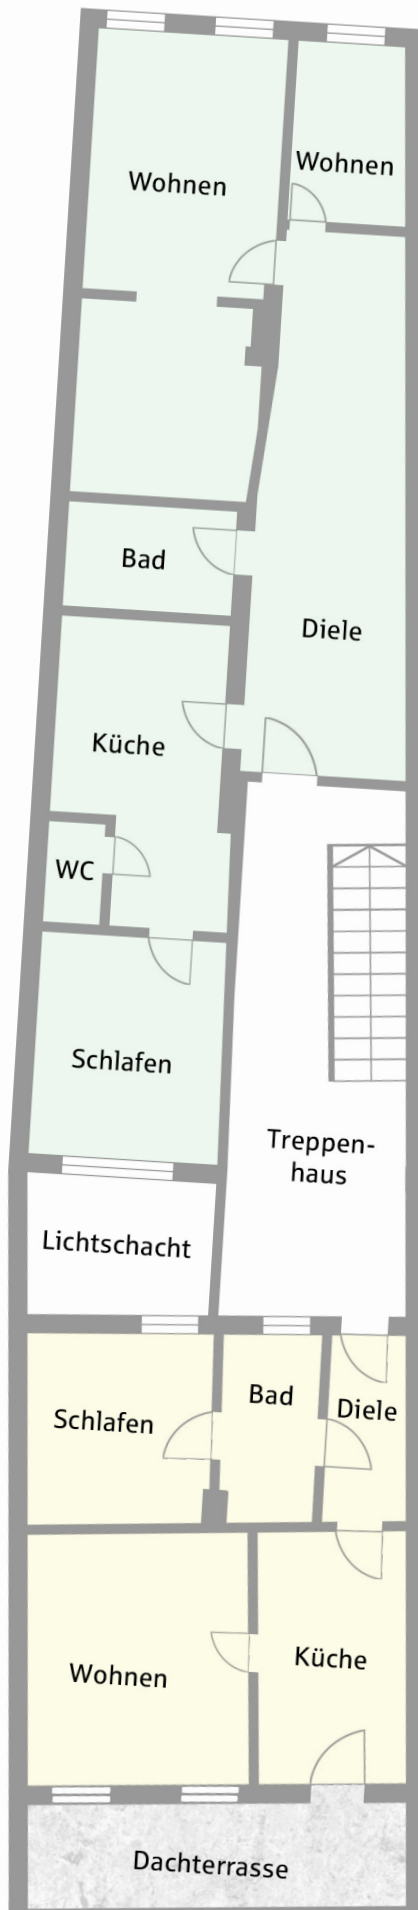 Wohnen
Wohnen
Bad
Diele
Küche
WC
Schlafen
Treppen-
haus
Lichtschacht
Schlafen
Bad
Diele
Wohnen
Küche
Dachterrasse